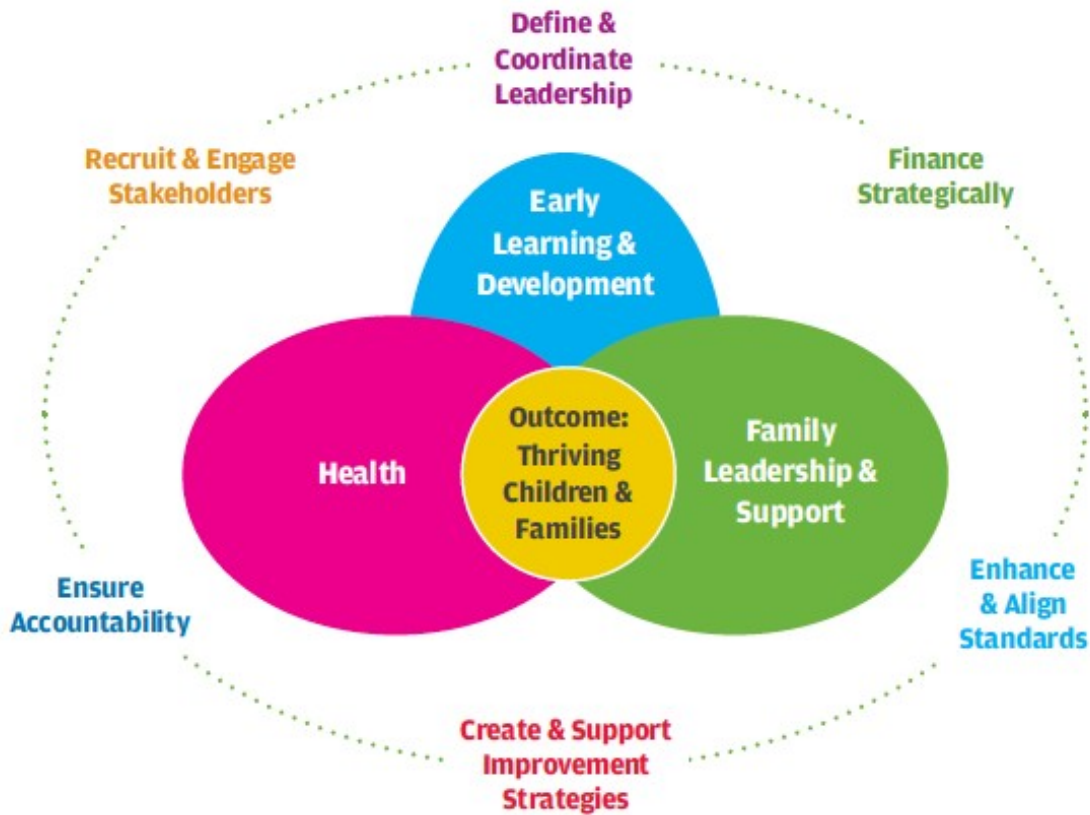 Define &
Coordinate
Leadership
Recruit & Engage
Stakeholders
Finance
Strategically
Early
Learning &
Development
Health
Outcome:
Thriving
Children &
Families
Family
Leadership &
Support
Ensure
Accountability
Enhance
& Align
Standards
Create & Support
Improvement
Strategies